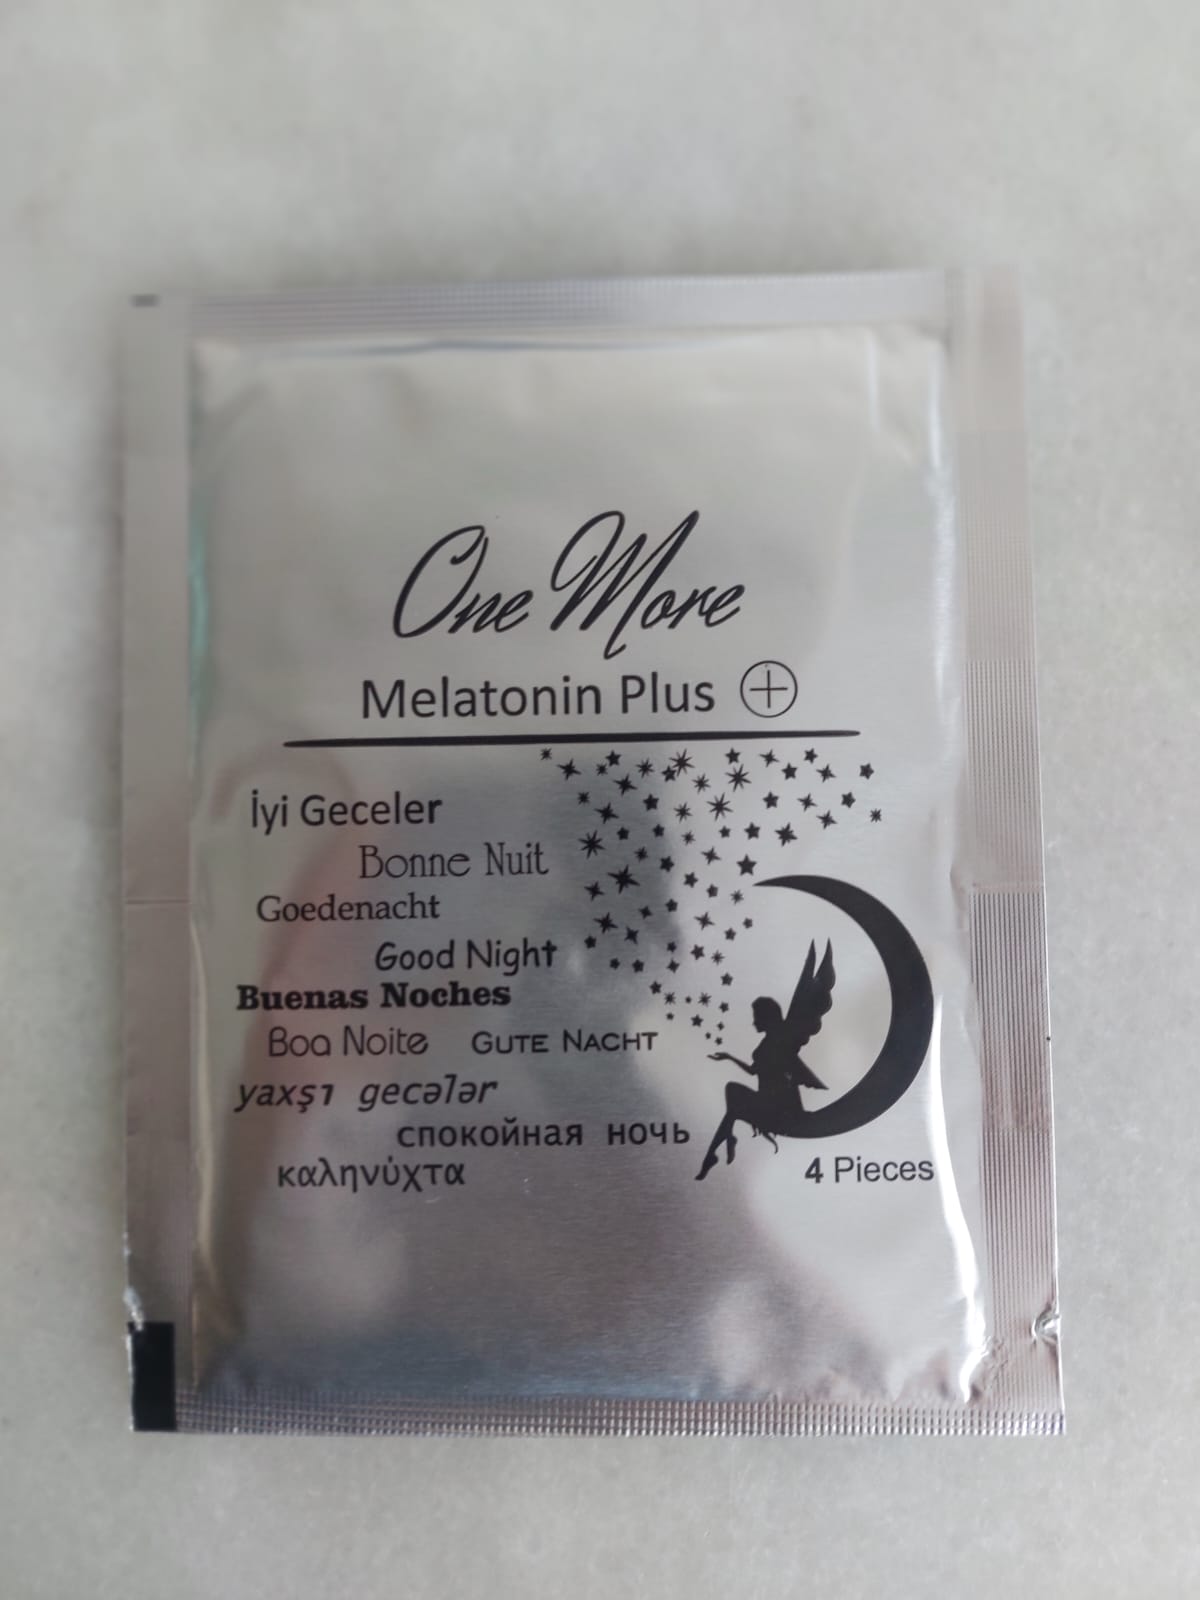 One More
Melatonin Plus
İyi Geceler
Bonne Nuit
Goedenacht
Good Night
Buenas Noches
Boa Noite GUTE NACHT
yaxşı gecələr
спокойная ночь
καληνύχτα
4 Pieces